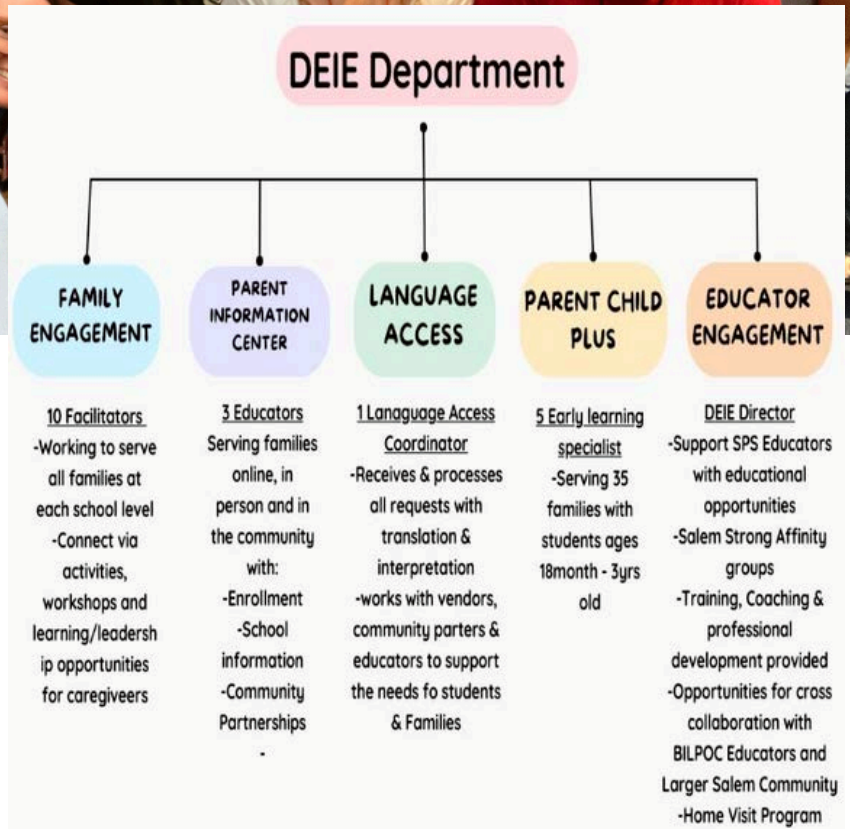 DEIE Department
FAMILY
ENGAGEMENT
10 Facilitators
-Working to serve
all families at
each school level
-Connect via
activities,
workshops and
learning/leadersh
ip opportunities
for caregiveers
PARENT
INFORMATION
CENTER
3 Educators
Serving families
online, in
person and in
the community
with:
-Enrollment
-School
information
-Community
Partnerships
-
LANGUAGE
ACCESS
1 Lanaguage Access
Coordinator
-Receives & processes
all requests with
translation &
interpretation
-works with vendors,
community parters &
educators to support
the needs fo students
& Families
PARENT CHILD
PLUS
5 Early learning
specialist
-Serving 35
families with
students ages
18month - 3yrs
old
EDUCATOR
ENGAGEMENT
DEIE Director
-Support SPS Educators
with educational
opportunities
-Salem Strong Affinity
groups
-Training, Coaching &
professional
development provided
-Opportunities for cross
collaboration with
BILPOC Educators and
Larger Salem Community
-Home Visit Program